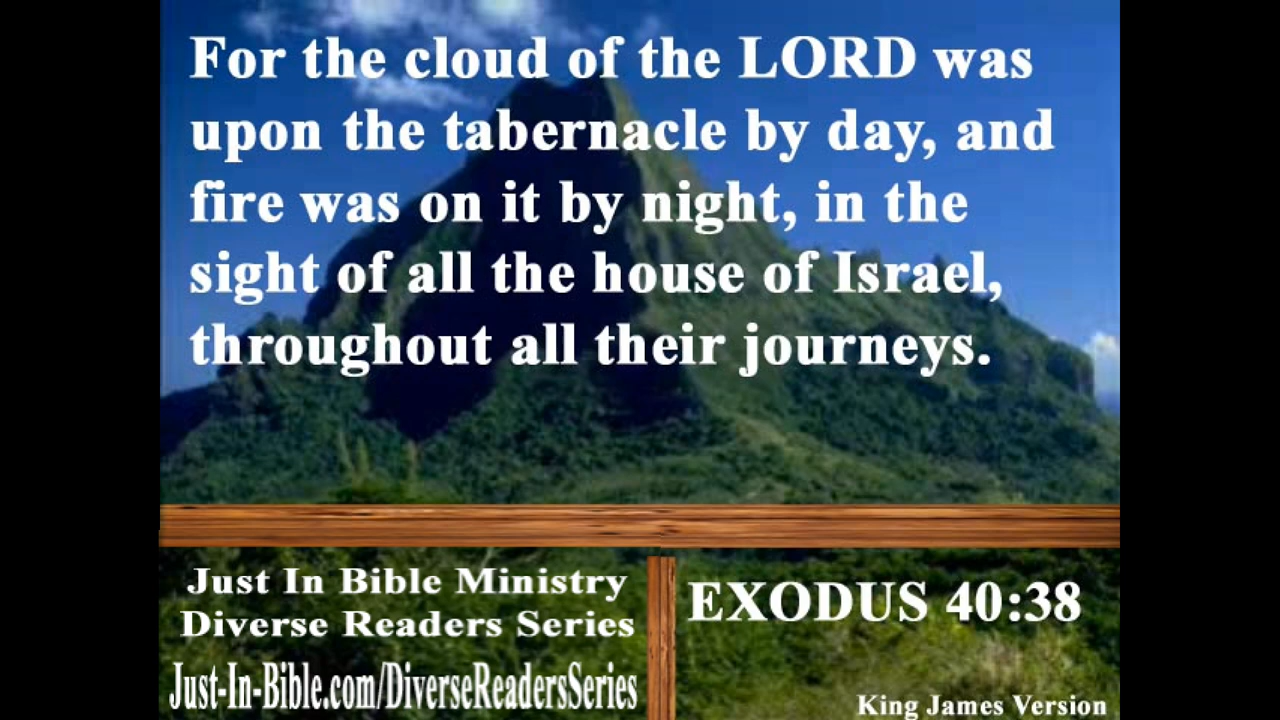 For the cloud of the LORD was
upon the tabernacle by day, and
fire was on it by night, in the
sight of all the house of Israel,
throughout all their journeys.
Just In Bible Ministry
Diverse Readers Series
Just-In-Bible.com/DiverseReadersSeries
EXODUS 40:38
King James Version